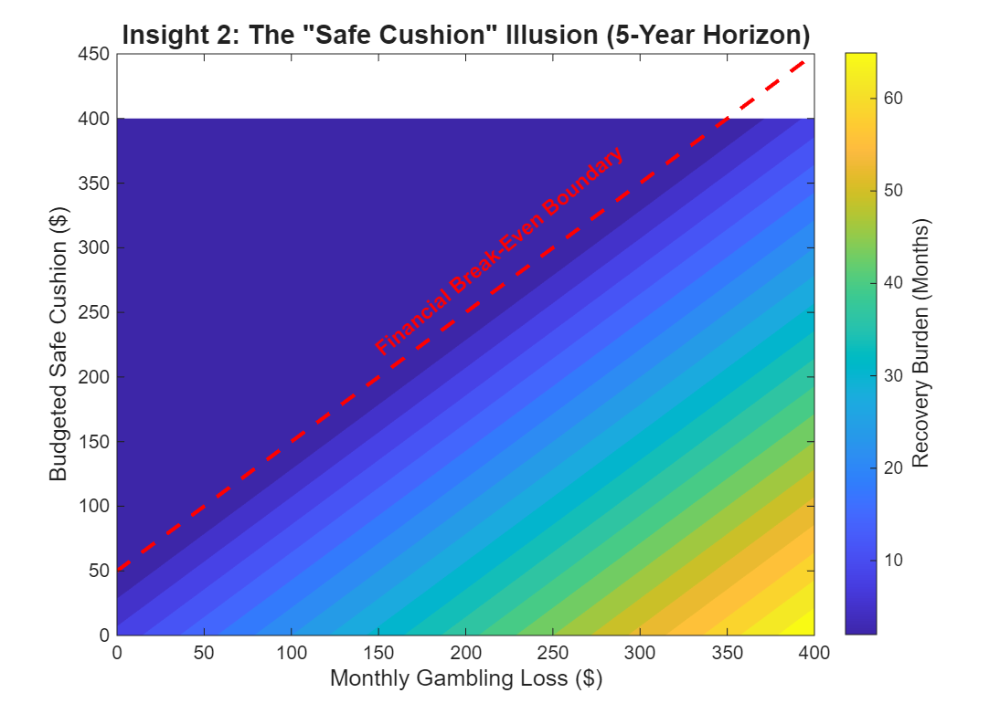 Insight 2: The "Safe Cushion" Illusion (5-Year Horizon)
450
400
350
300
250
200
150
100
50
0
Budgeted Safe Cushion ($)
Financial Break-Even Boundary
0 50 100 150 200 250 300 350 400
Monthly Gambling Loss ($)
60
50
40
30
20
10
Recovery Burden (Months)